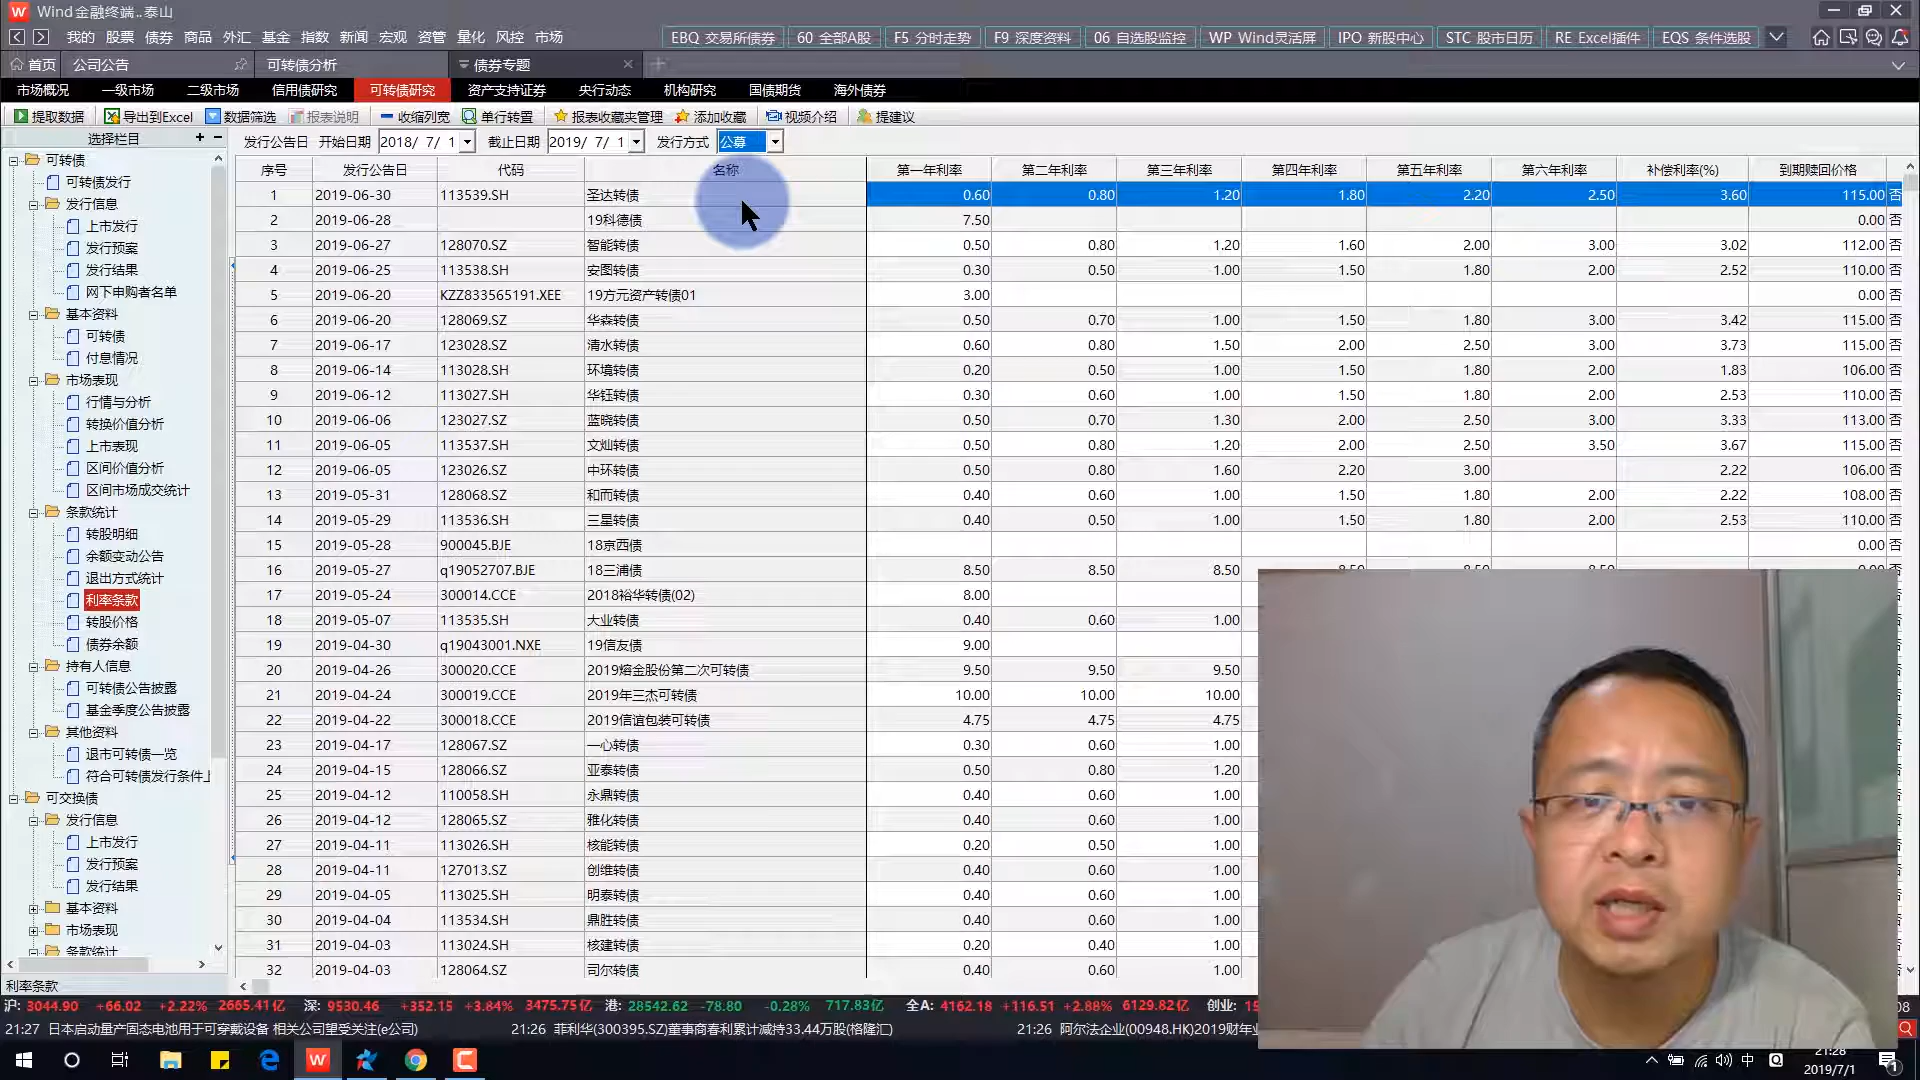 Wind金融终端..泰山
我的 股票 债券 商品 外汇 基金 指数 新闻 宏观 资管 量化 风控 市场 EBQ 交易所债券 60 全部A股 F5 分时走势 F9 深度资料 06 自选股监控 WP Wind灵活屏 IPO 新股中心 STC 股市日历 RE Excel插件 EQS 条件选股
首页 公司公告 可转债分析 债券专题
市场概况 一级市场 二级市场 信用债研究 可转债研究 资产支持证券 央行动态 机构研究 国债期货 海外债券
提取数据 导出到Excel 数据筛选 报表说明 收缩列宽 单行转置 报表收藏夹管理 添加收藏 视频介绍 提建议
选择栏目 + −
可转债
可转债发行
发行信息
上市发行
发行预案
发行结果
网下申购者名单
基本资料
可转债
付息情况
市场表现
行情与分析
转换价值分析
上市表现
区间价值分析
区间市场成交统计
条款统计
转股明细
余额变动公告
退出方式统计
利率条款
转股价格
债券余额
持有人信息
可转债公告披露
基金季度公告披露
其他资料
退市可转债一览
符合可转债发行条件上
可交换债
发行信息
上市发行
发行预案
发行结果
基本资料
市场表现
条款统计
利率条款
发行公告日 开始日期 2018/ 7/ 1 截止日期 2019/ 7/ 1 发行方式 公募
序号 发行公告日 代码 名称 第一年利率 第二年利率 第三年利率 第四年利率 第五年利率 第六年利率 补偿利率(%) 到期赎回价格
1 2019-06-30 113539.SH 圣达转债 0.60 0.80 1.20 1.80 2.20 2.50 3.60 115.00 否
2 2019-06-28 19科德债 7.50 0.00 否
3 2019-06-27 128070.SZ 智能转债 0.50 0.80 1.20 1.60 2.00 3.00 3.02 112.00 否
4 2019-06-25 113538.SH 安图转债 0.30 0.50 1.00 1.50 1.80 2.00 2.52 110.00 否
5 2019-06-20 KZZ833565191.XEE 19方元资产转债01 3.00 0.00 否
6 2019-06-20 128069.SZ 华森转债 0.50 0.70 1.00 1.50 1.80 3.00 3.42 115.00 否
7 2019-06-17 123028.SZ 清水转债 0.60 0.80 1.50 2.00 2.50 3.00 3.73 115.00 否
8 2019-06-14 113028.SH 环境转债 0.20 0.50 1.00 1.50 1.80 2.00 1.83 106.00 否
9 2019-06-12 113027.SH 华钰转债 0.30 0.60 1.00 1.50 1.80 2.00 2.53 110.00 否
10 2019-06-06 123027.SZ 蓝晓转债 0.50 0.70 1.30 2.00 2.50 3.00 3.33 113.00 否
11 2019-06-05 113537.SH 文灿转债 0.50 0.80 1.20 2.00 2.50 3.50 3.67 115.00 否
12 2019-06-05 123026.SZ 中环转债 0.50 0.80 1.60 2.20 3.00 2.22 106.00 否
13 2019-05-31 128068.SZ 和而转债 0.40 0.60 1.00 1.50 1.80 2.00 2.22 108.00 否
14 2019-05-29 113536.SH 三星转债 0.40 0.50 1.00 1.50 1.80 2.00 2.53 110.00 否
15 2019-05-28 900045.BJE 18京西债 0.00 否
16 2019-05-27 q19052707.BJE 18三浦债 8.50 8.50 8.50 8.50 8.50 8.50 0.00
17 2019-05-24 300014.CCE 2018裕华转债(02) 8.00
18 2019-05-07 113535.SH 大业转债 0.40 0.60 1.00
19 2019-04-30 q19043001.NXE 19信友债 9.00
20 2019-04-26 300020.CCE 2019熔金股份第二次可转债 9.50 9.50 9.50
21 2019-04-24 300019.CCE 2019年三杰可转债 10.00 10.00 10.00
22 2019-04-22 300018.CCE 2019信谊包装可转债 4.75 4.75 4.75
23 2019-04-17 128067.SZ 一心转债 0.30 0.60 1.00
24 2019-04-15 128066.SZ 亚泰转债 0.50 0.80 1.20
25 2019-04-12 110058.SH 永鼎转债 0.40 0.60 1.00
26 2019-04-12 128065.SZ 雅化转债 0.40 0.60 1.00
27 2019-04-11 113026.SH 核能转债 0.20 0.50 1.00
28 2019-04-11 127013.SZ 创维转债 0.40 0.60 1.00
29 2019-04-05 113025.SH 明泰转债 0.40 0.60 1.00
30 2019-04-04 113534.SH 鼎胜转债 0.40 0.60 1.00
31 2019-04-03 113024.SH 核建转债 0.20 0.40 1.00
32 2019-04-03 128064.SZ 司尔转债 0.40 0.60 1.00
沪: 3044.90 +66.02 +2.22% 2665.41亿 深: 9530.46 +352.15 +3.84% 3475.75亿 港: 28542.62 -78.80 -0.28% 717.83亿 全A: 4162.18 +116.51 +2.88% 6129.82亿 创业: 15
21:27 日本启动量产固态电池用于可穿戴设备 相关公司望受关注(e公司) 21:26 菲利华(300395.SZ)董事商春利累计减持33.44万股(格隆汇) 21:26 阿尔法企业(00948.HK)2019财年业
中 21:28
2019/7/1